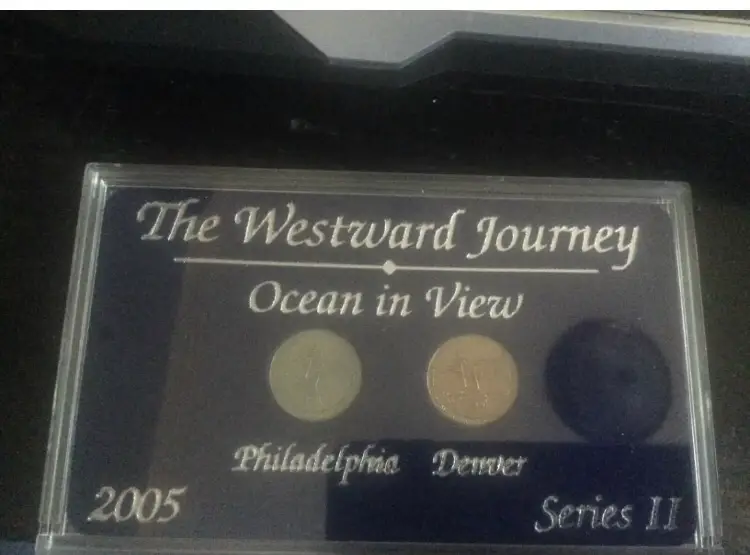 The Westward Journey
Ocean in View
Philadelphia Denver
2005 Series II